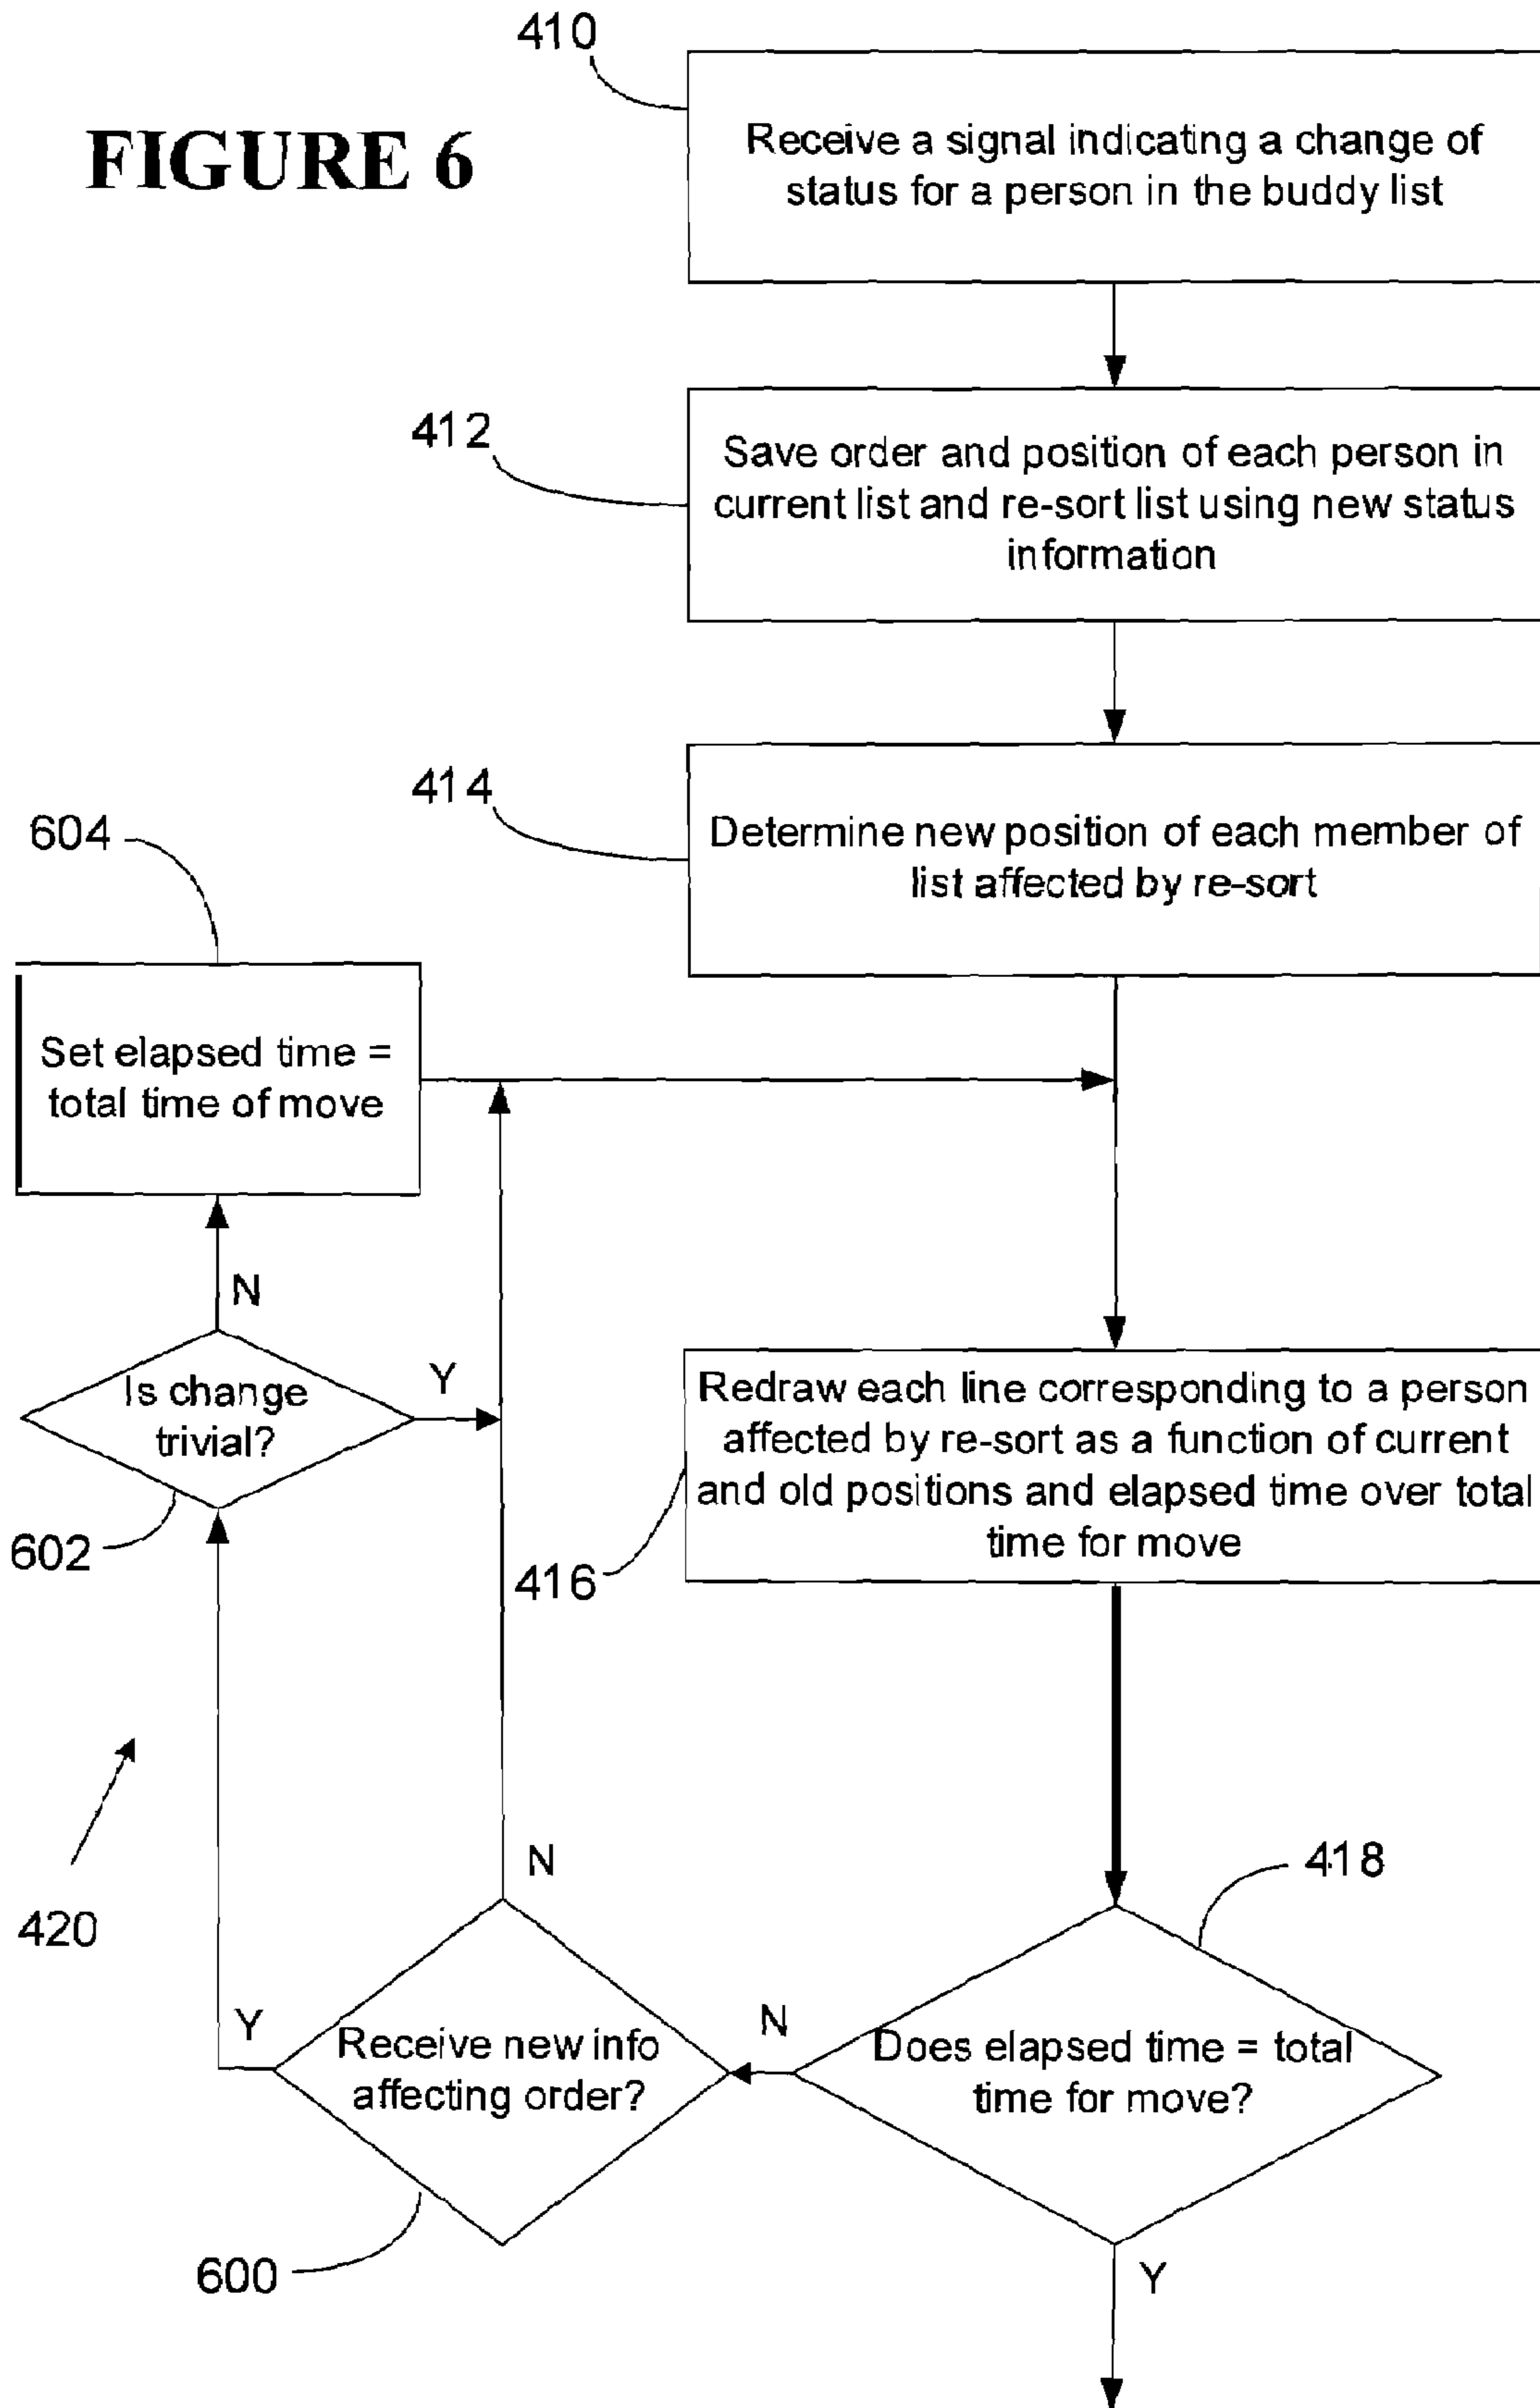 410
FIGURE 6
Receive a signal indicating a change of
status for a person in the buddy list
412
Save order and position of each person in
current list and re-sort list using new status
information
414
Determine new position of each member of
list affected by re-sort
604
Set elapsed time =
total time of move
N
Is change
trivial?
Y
602
Redraw each line corresponding to a person
affected by re-sort as a function of current
and old positions and elapsed time over total
time for move
416
420
N
418
Y
Receive new info
affecting order?
N
Does elapsed time = total
time for move?
600
Y